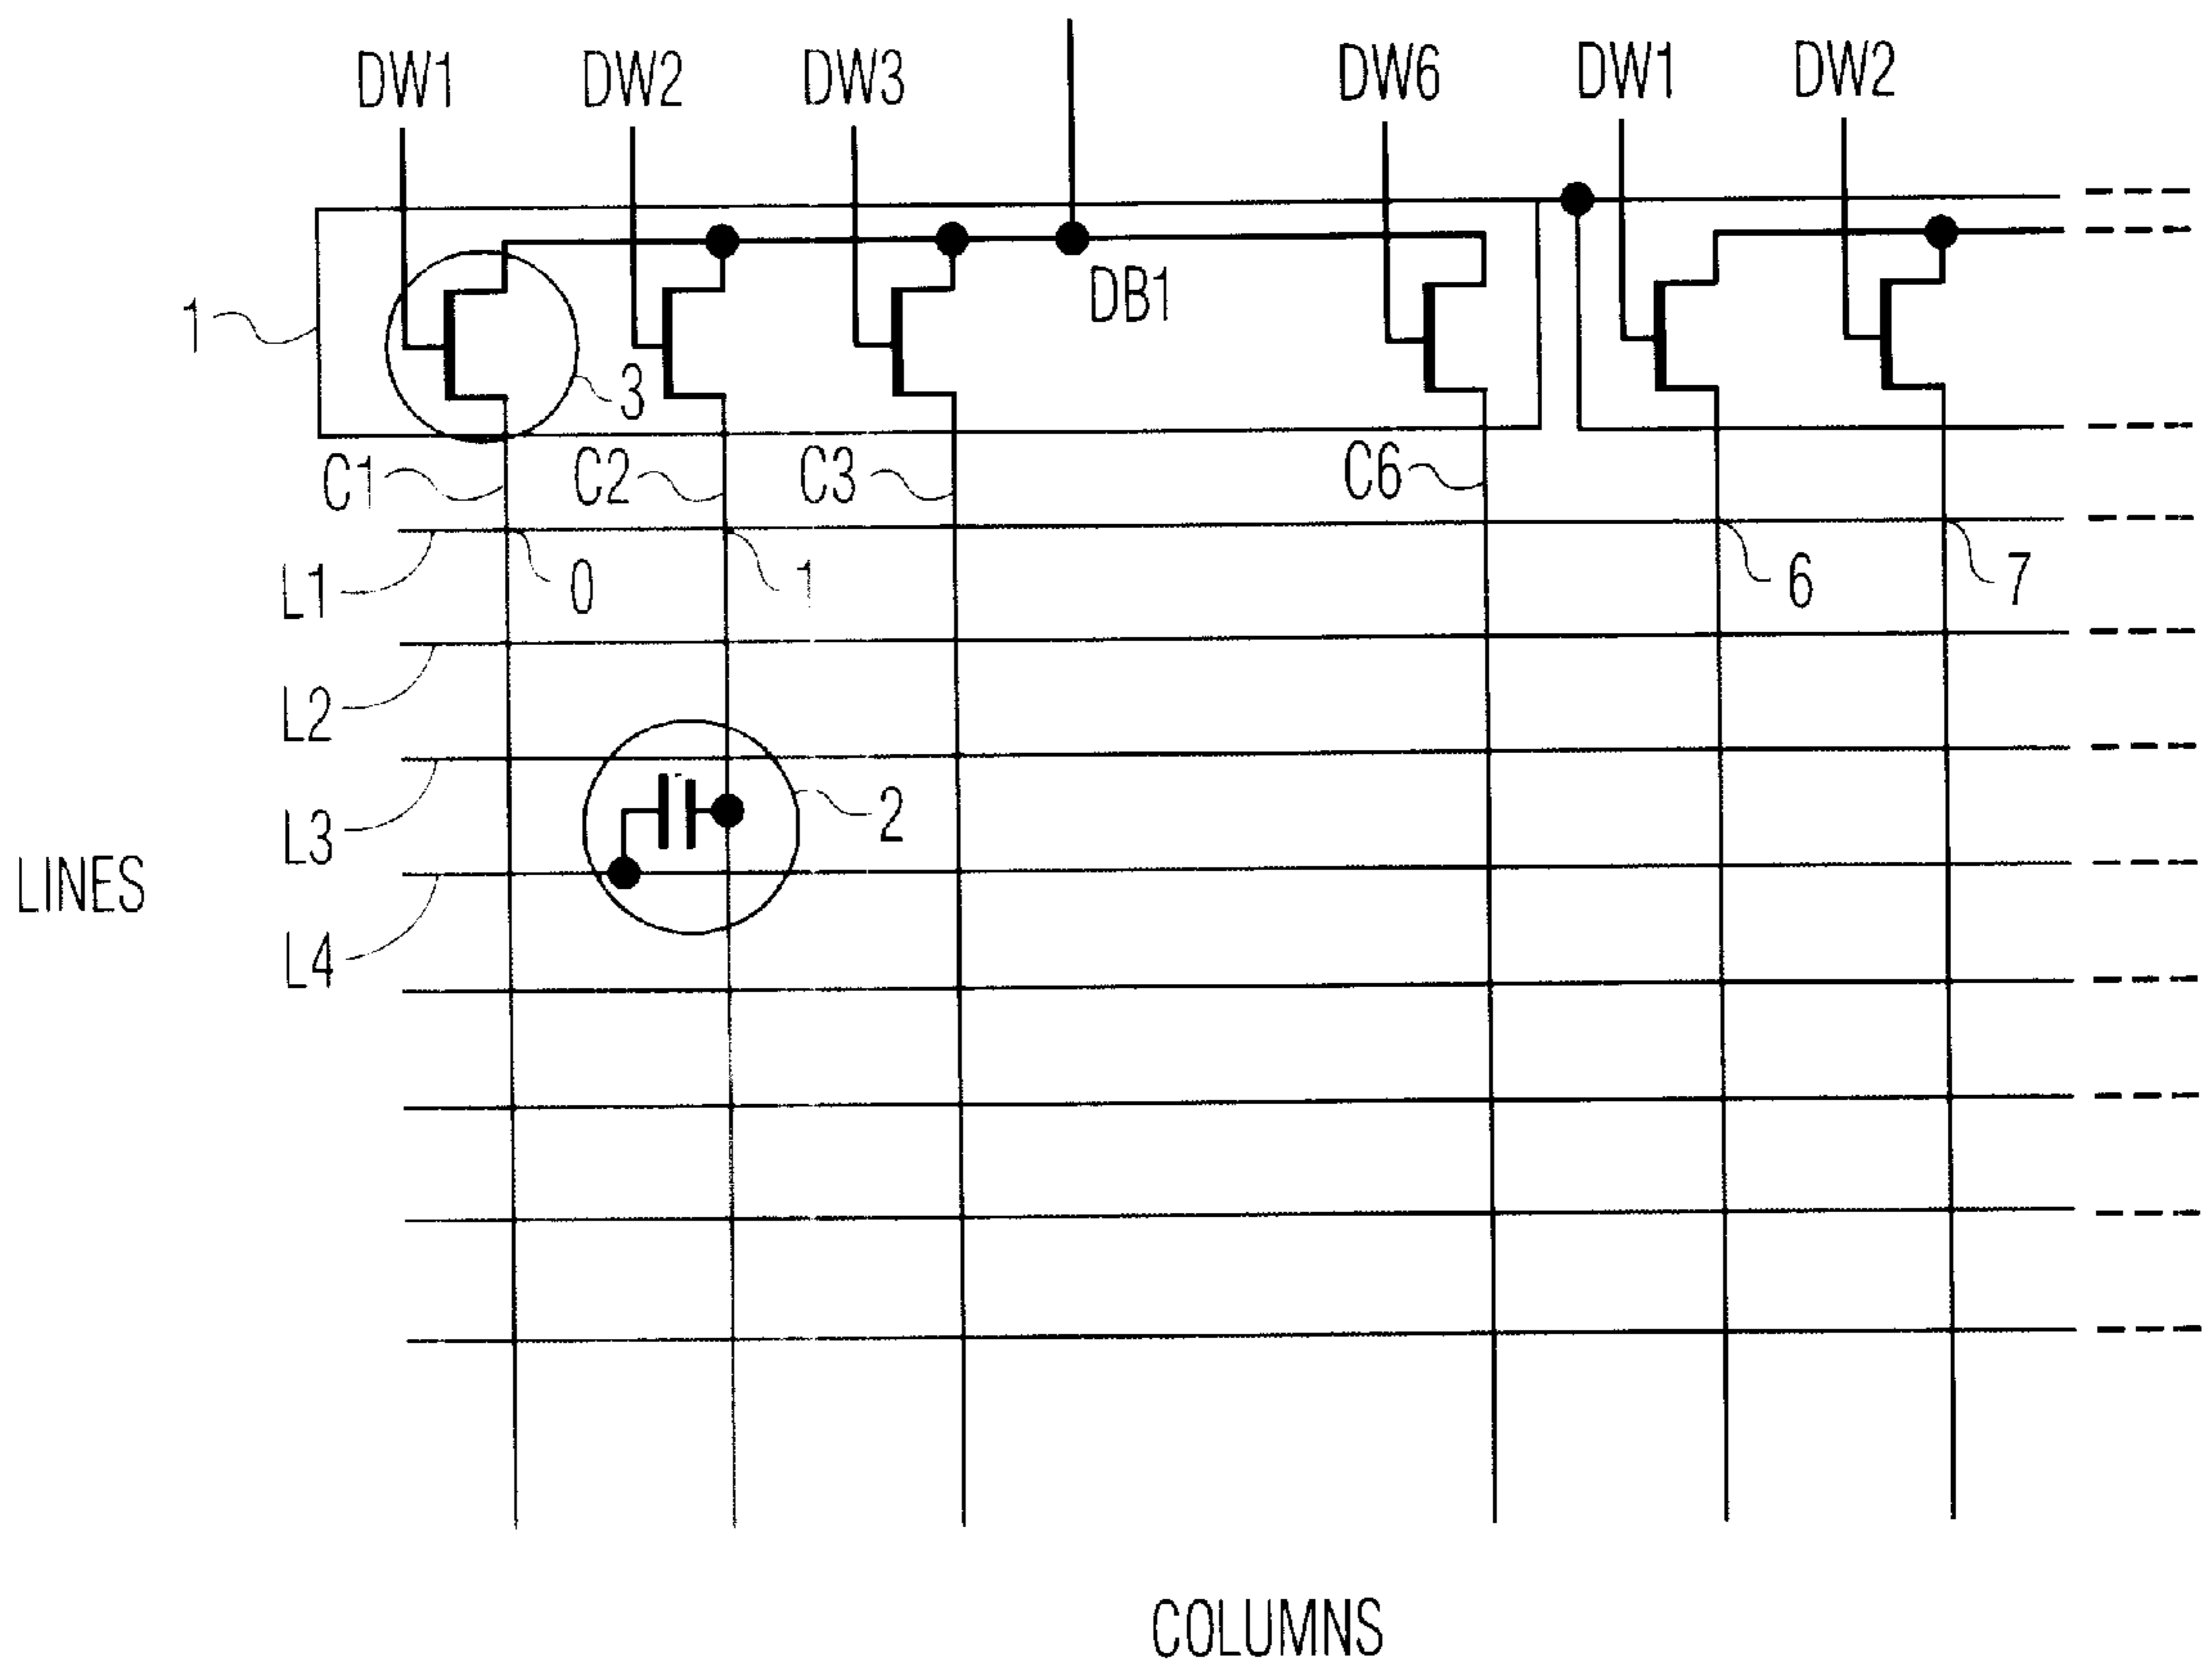 DW1 DW2 DW3 DW6 DW1 DW2
DB1
1
3
C1 C2 C3 C6
L1 0 1 6 7
L2
L3 2
LINES
L4
COLUMNS